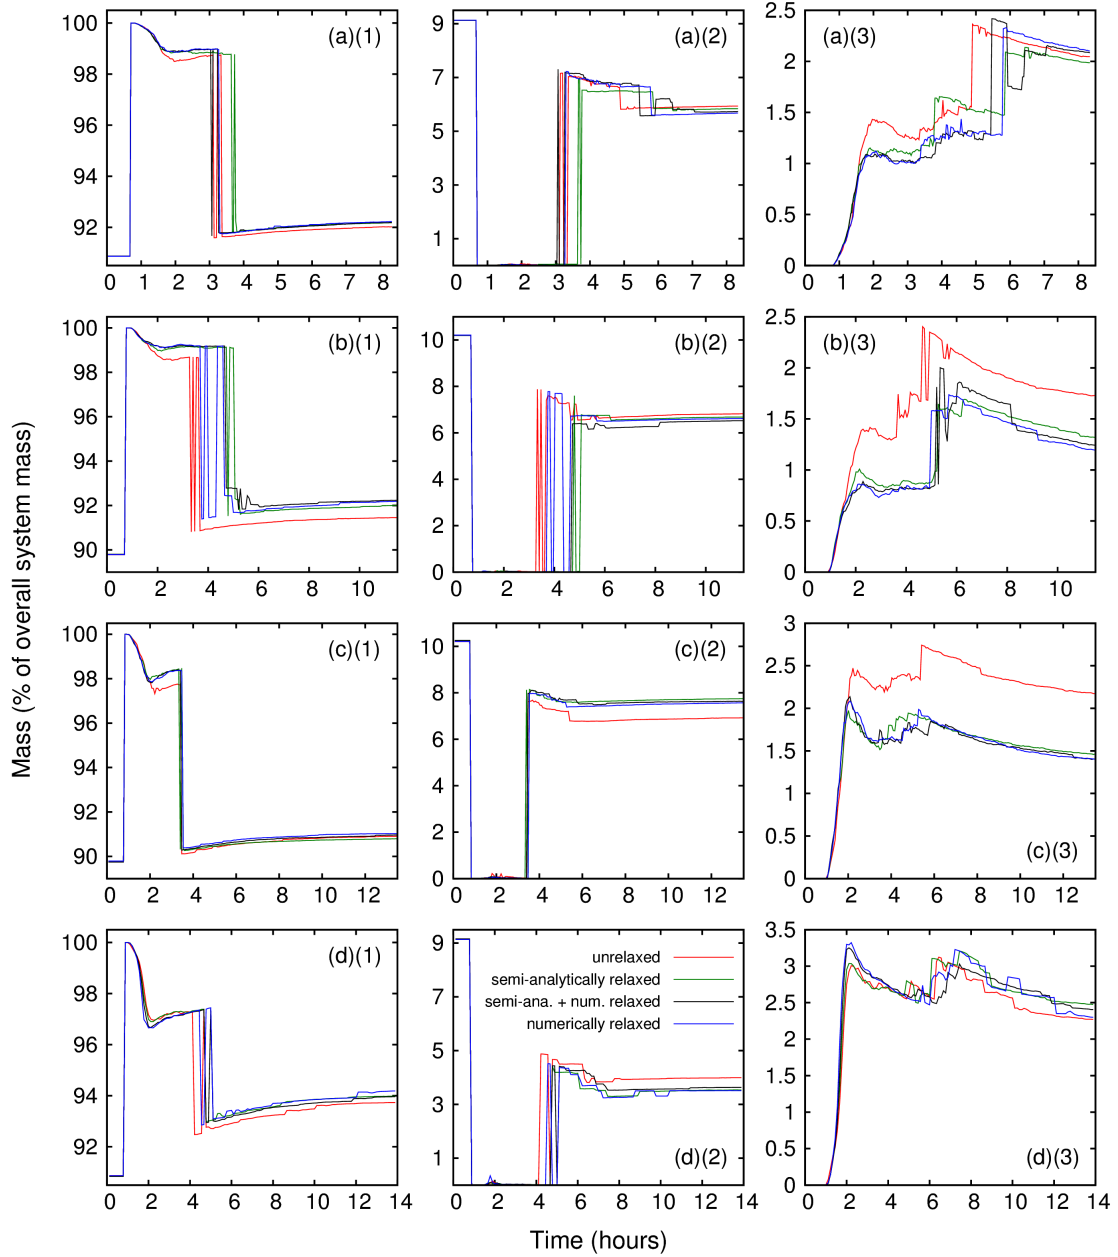 (a)(1)
100
98
96
94
92
0 1 2 3 4 5 6 7 8
(a)(2)
9
7
5
3
1
0 1 2 3 4 5 6 7 8
(a)(3)
2.5
2
1.5
1
0.5
0
0 1 2 3 4 5 6 7 8
(b)(1)
100
98
96
94
92
90
0 2 4 6 8 10
(b)(2)
10
8
6
4
2
0
0 2 4 6 8 10
(b)(3)
2.5
2
1.5
1
0.5
0
0 2 4 6 8 10
Mass (% of overall system mass)
(c)(1)
100
98
96
94
91
90
0 2 4 6 8 10 12
(c)(2)
10
8
6
4
2
0
0 2 4 6 8 10 12
(c)(3)
3
2.5
2
1.5
1
0.5
0
0 2 4 6 8 10 12
(d)(1)
100
98
96
94
92
0 2 4 6 8 10 12 14
(d)(2)
unrelaxed
semi-analytically relaxed
semi-ana. + num. relaxed
numerically relaxed
9
7
5
3
1
0 2 4 6 8 10 12 14
(d)(3)
3.5
3
2.5
2
1.5
1
0.5
0
0 2 4 6 8 10 12 14
Time (hours)